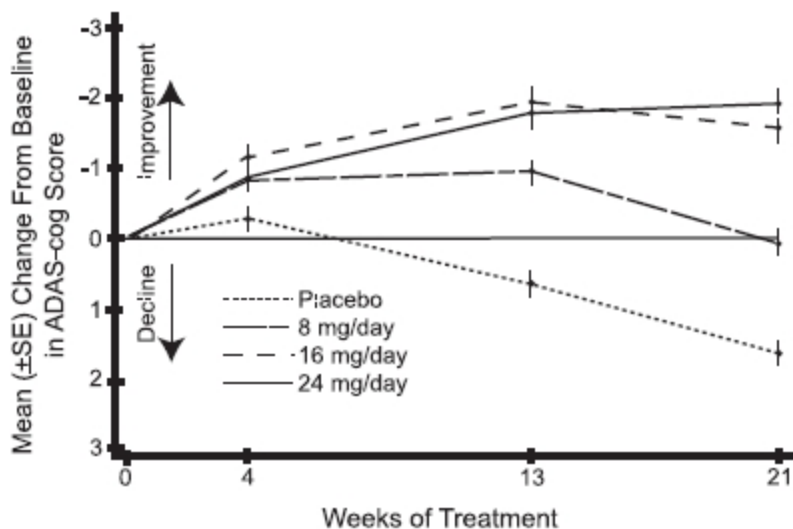 Mean (±SE) Change From Baseline
in ADAS-cog Score
-3
-2
-1
0
1
2
3
Improvement
Decline
Placebo
8 mg/day
16 mg/day
24 mg/day
0
4
13
21
Weeks of Treatment